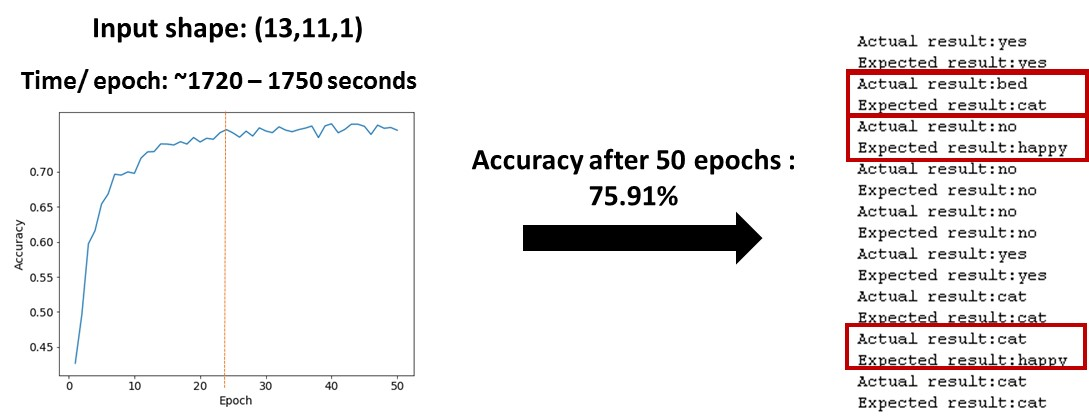 Input shape: (13,11,1)
Time/ epoch: ~1720 – 1750 seconds
0.70
0.65
0.60
0.55
0.50
0.45
Accuracy
0 10 20 30 40 50
Epoch
Accuracy after 50 epochs :
75.91%
Actual result:yes
Expected result:yes
Actual result:bed
Expected result:cat
Actual result:no
Expected result:happy
Actual result:no
Expected result:no
Actual result:no
Expected result:no
Actual result:yes
Expected result:yes
Actual result:cat
Expected result:cat
Actual result:cat
Expected result:happy
Actual result:cat
Expected result:cat